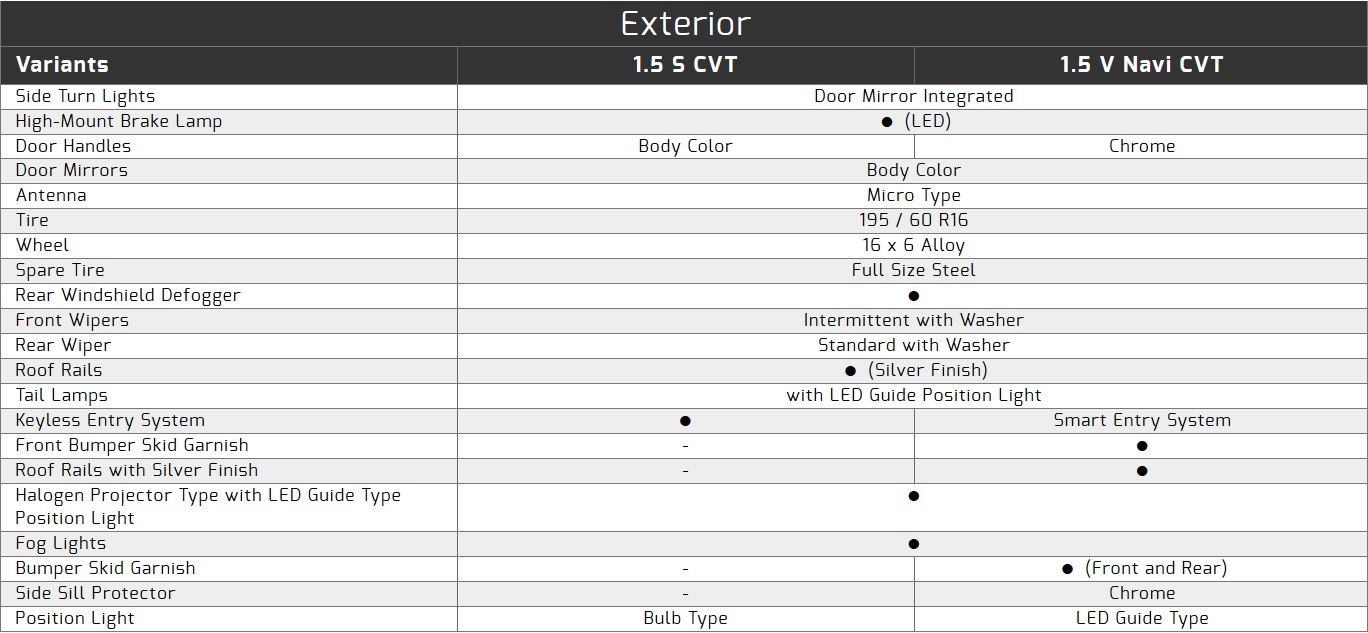 Exterior
Variants 1.5 S CVT 1.5 V Navi CVT
Side Turn Lights Door Mirror Integrated
High-Mount Brake Lamp ● (LED)
Door Handles Body Color Chrome
Door Mirrors Body Color
Antenna Micro Type
Tire 195 / 60 R16
Wheel 16 x 6 Alloy
Spare Tire Full Size Steel
Rear Windshield Defogger ●
Front Wipers Intermittent with Washer
Rear Wiper Standard with Washer
Roof Rails ● (Silver Finish)
Tail Lamps with LED Guide Position Light
Keyless Entry System ● Smart Entry System
Front Bumper Skid Garnish - ●
Roof Rails with Silver Finish - ●
Halogen Projector Type with LED Guide Type ●
Position Light
Fog Lights ●
Bumper Skid Garnish - ● (Front and Rear)
Side Sill Protector - Chrome
Position Light Bulb Type LED Guide Type